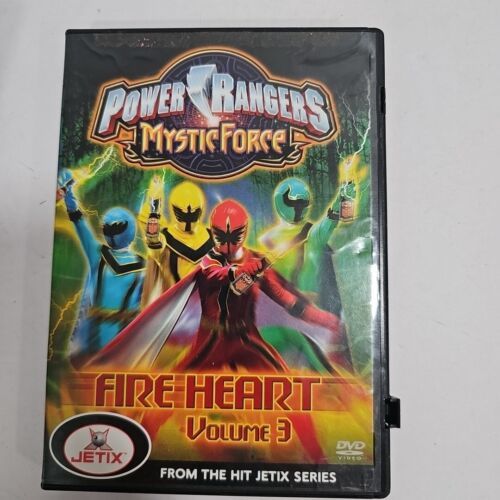 POWER RANGERS
MYSTIC FORCE
FIRE HEART
VOLUME 3
JETIX
DVD
VIDEO
FROM THE HIT JETIX SERIES